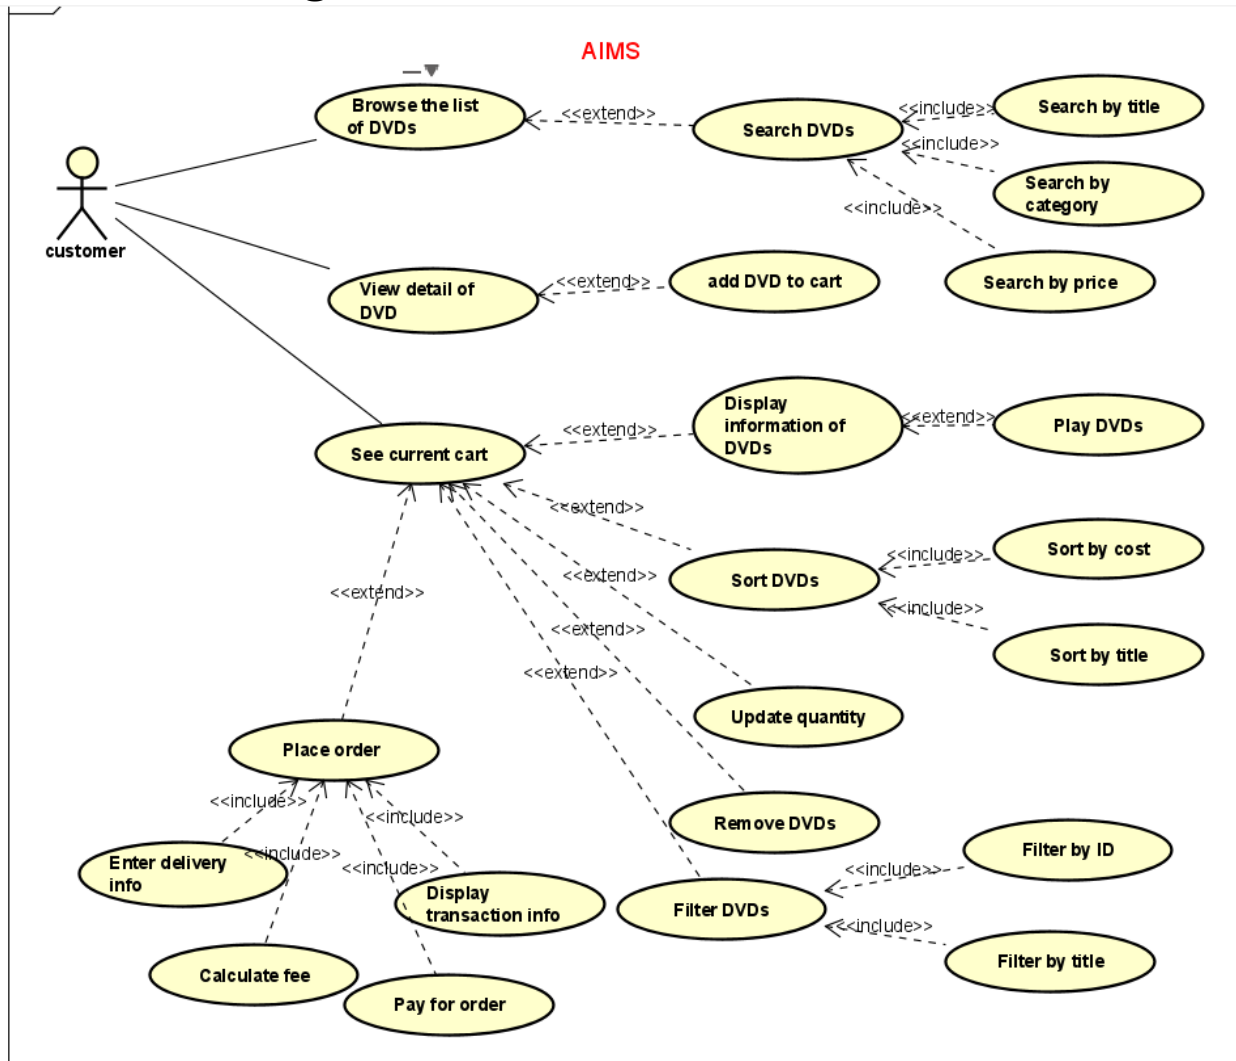 AIMS
Browse the list
of DVDs
<<extend>>
Search DVDs
<<include>>
Search by title
<<include>>
Search by
category
<<include>>
Search by price
customer
View detail of
DVD
<<extend>>
add DVD to cart
See current cart
<<extend>>
Display
information of
DVDs
<<extend>>
Play DVDs
<<extend>>
Sort DVDs
<<include>>
Sort by cost
<<include>>
Sort by title
<<extend>>
<<extend>>
<<extend>>
<<extend>>
Update quantity
Place order
Remove DVDs
<<include>>
<<include>>
<<include>>
<<include>>
Enter delivery
info
Display
transaction info
Calculate fee
Pay for order
Filter DVDs
<<include>>
Filter by ID
<<include>>
Filter by title